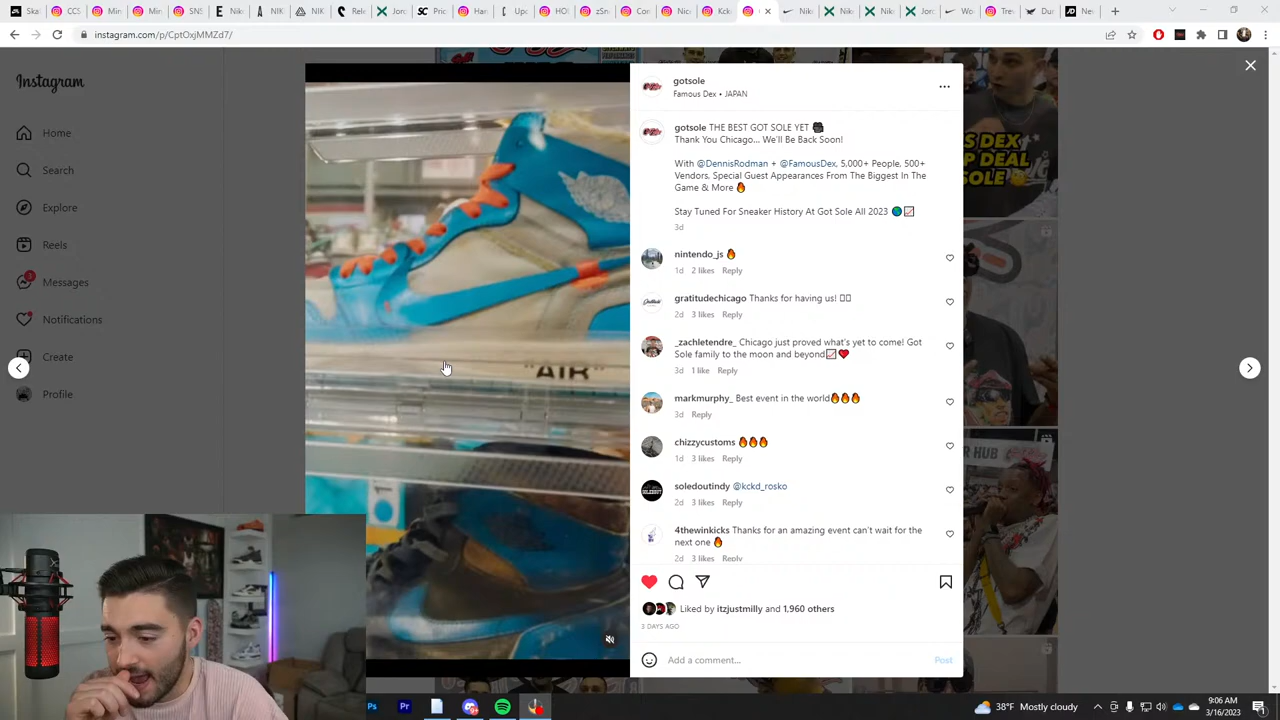 instagram.com/p/CptOxjMMZd7/
Instagram
Home
Search
Explore
Reels
3
Messages
Notifications
Create
Profile
"AIR"
gotsole
Famous Dex • JAPAN
gotsole THE BEST GOT SOLE YET
Thank You Chicago... We'll Be Back Soon!
With @DennisRodman + @FamousDex, 5,000+ People, 500+
Vendors, Special Guest Appearances From The Biggest In The
Game & More 🔥
Stay Tuned For Sneaker History At Got Sole All 2023 🌎📈
3d
nintendo_js 🔥
1d 2 likes Reply
gratitudechicago Thanks for having us!
2d 3 likes Reply
_zachletendre_ Chicago just proved what's yet to come! Got
Sole family to the moon and beyond📈❤️
3d 1 like Reply
markmurphy_ Best event in the world🔥🔥🔥
3d Reply
chizzycustoms 🔥🔥🔥
1d 3 likes Reply
soledoutindy @kckd_rosko
2d 3 likes Reply
4thewinkicks Thanks for an amazing event can't wait for the
next one 🔥
2d 3 likes Reply
Liked by itzjustmilly and 1,960 others
3 DAYS AGO
Add a comment...
Post
38°F Mostly cloudy
9:06 AM
3/16/2023